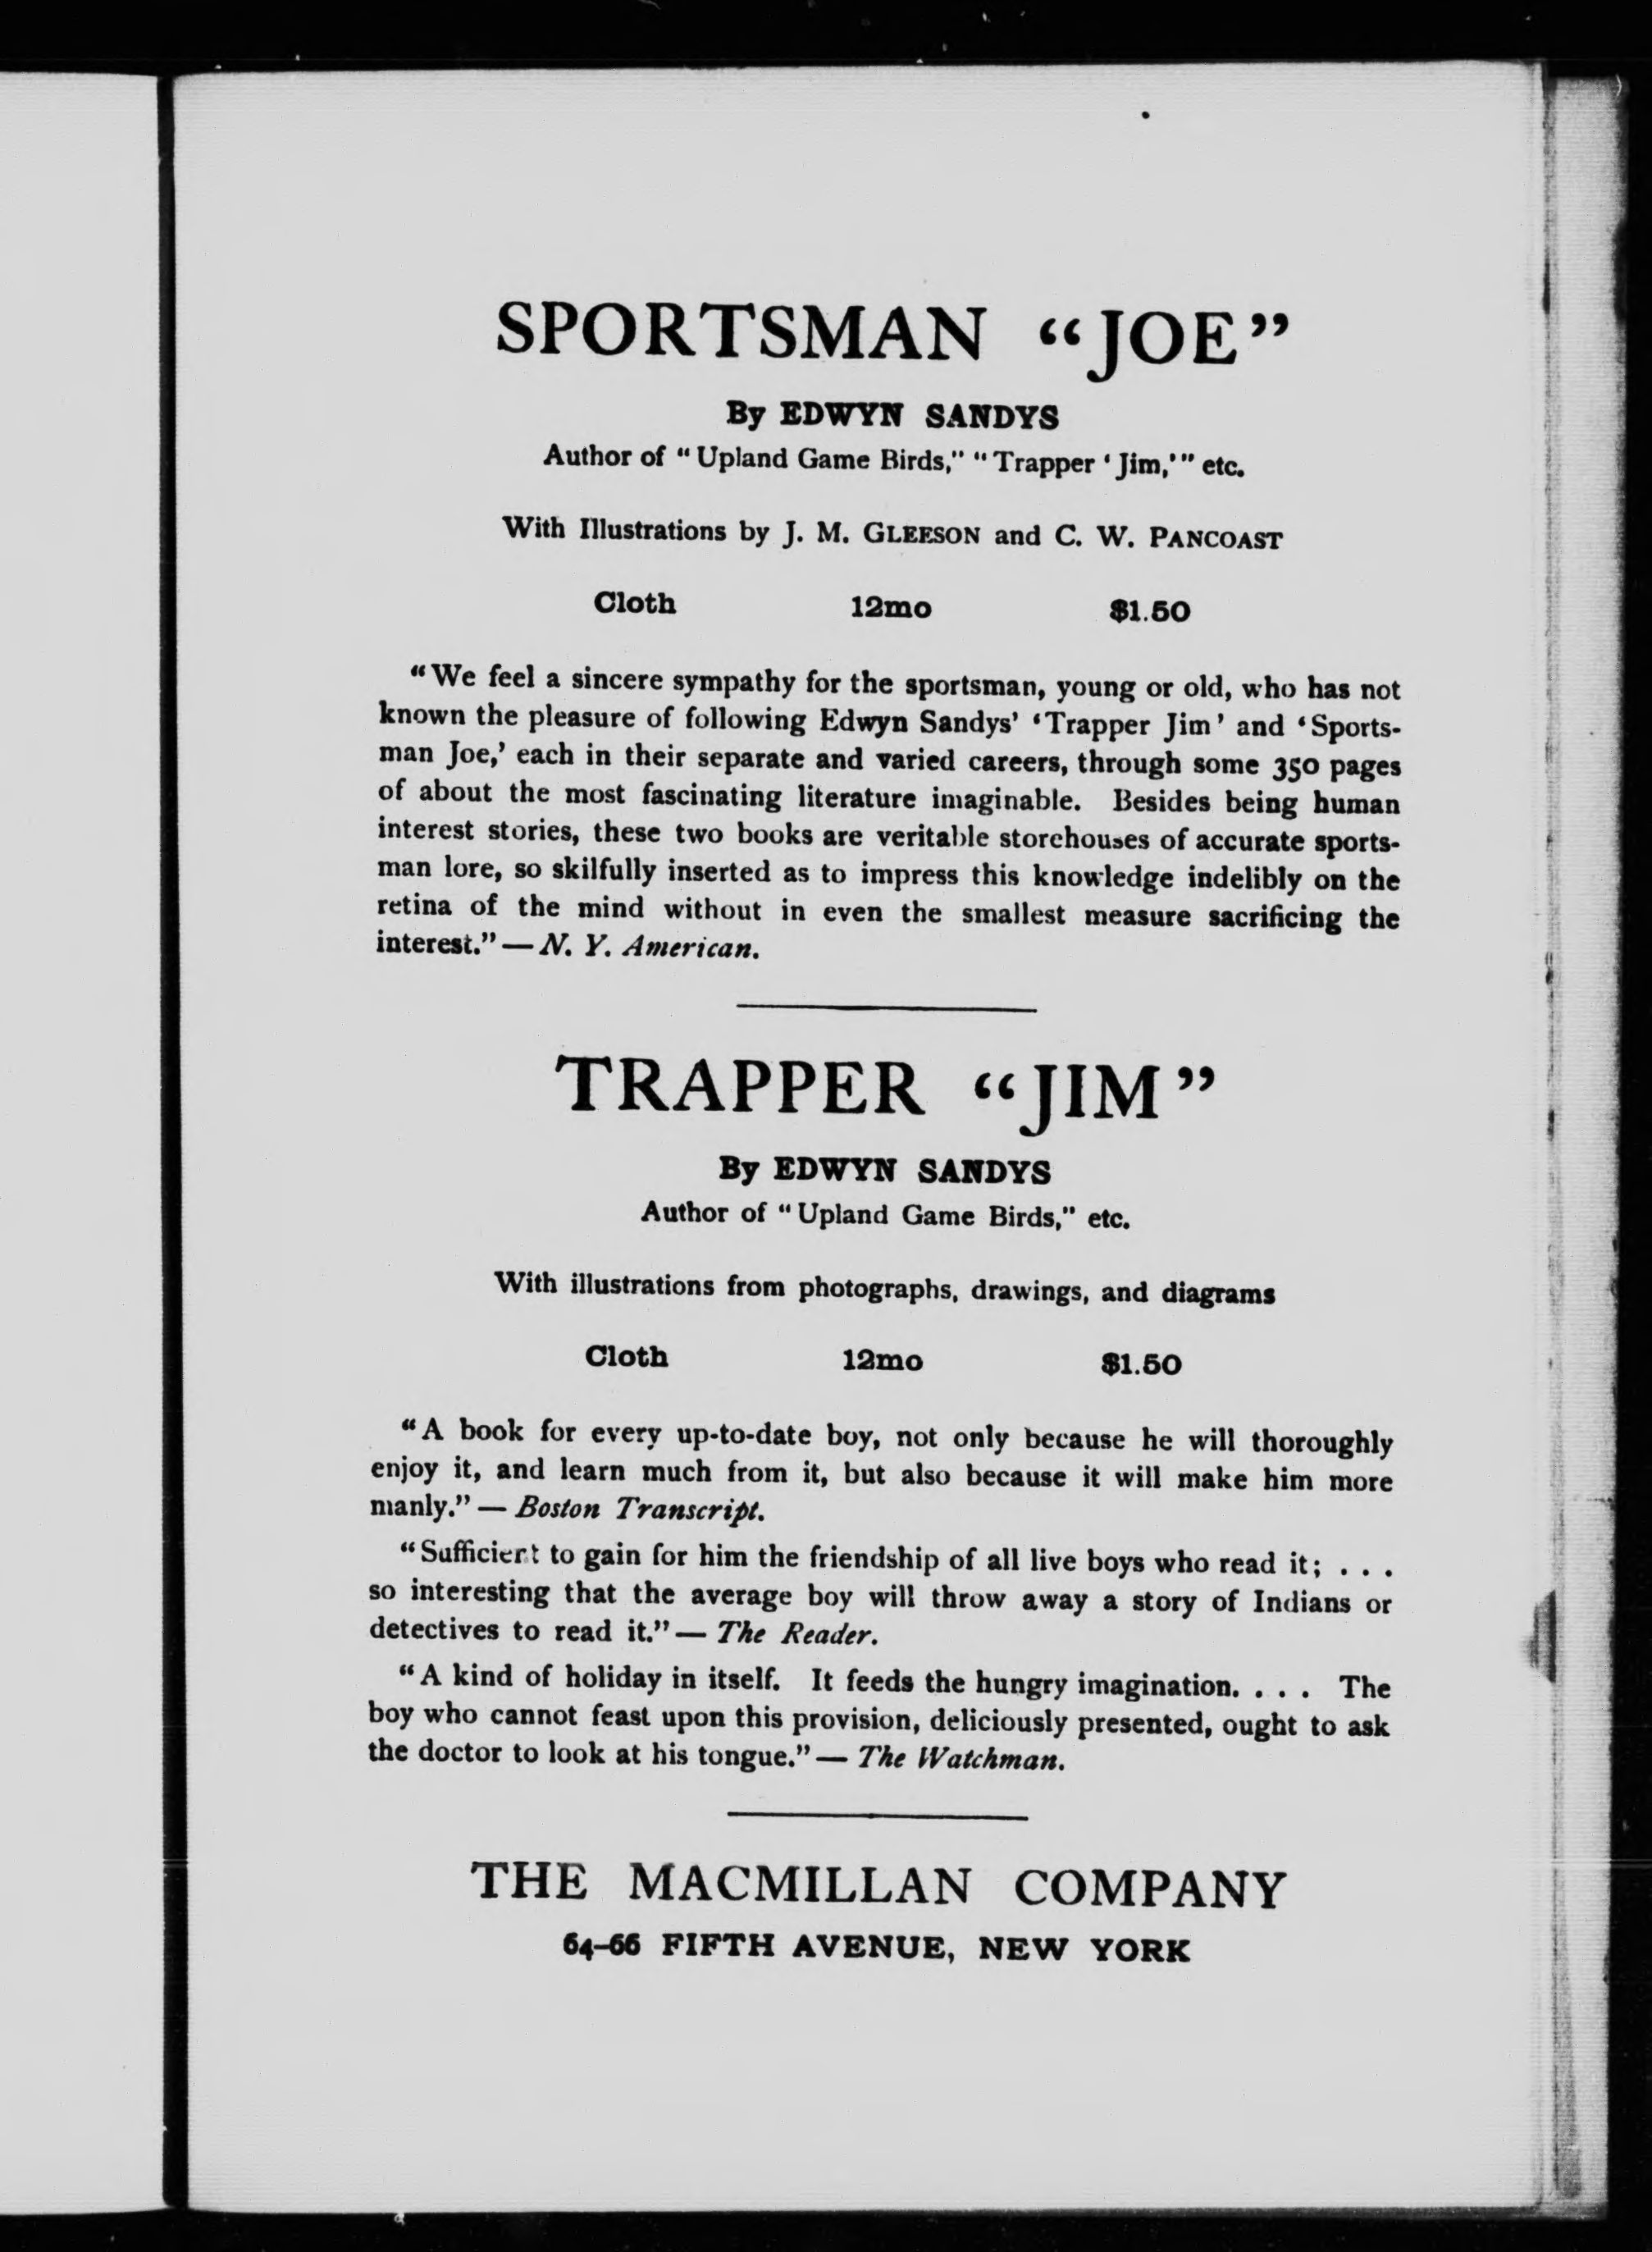 SPORTSMAN “JOE”
By EDWYN SANDYS
Author of “Upland Game Birds,” “Trapper ‘Jim,’” etc.
With Illustrations by J. M. GLEESON and C. W. PANCOAST
Cloth 12mo $1.50
“We feel a sincere sympathy for the sportsman, young or old, who has not
known the pleasure of following Edwyn Sandys’ ‘Trapper Jim’ and ‘Sports-
man Joe,’ each in their separate and varied careers, through some 350 pages
of about the most fascinating literature imaginable. Besides being human
interest stories, these two books are veritable storehouses of accurate sports-
man lore, so skilfully inserted as to impress this knowledge indelibly on the
retina of the mind without in even the smallest measure sacrificing the
interest.”—N. Y. American.
TRAPPER “JIM”
By EDWYN SANDYS
Author of “Upland Game Birds,” etc.
With illustrations from photographs, drawings, and diagrams
Cloth 12mo $1.50
“A book for every up-to-date boy, not only because he will thoroughly
enjoy it, and learn much from it, but also because it will make him more
manly.”— Boston Transcript.
“Sufficient to gain for him the friendship of all live boys who read it; . . .
so interesting that the average boy will throw away a story of Indians or
detectives to read it.”— The Reader.
“A kind of holiday in itself. It feeds the hungry imagination. . . . The
boy who cannot feast upon this provision, deliciously presented, ought to ask
the doctor to look at his tongue.”— The Watchman.
THE MACMILLAN COMPANY
64–66 FIFTH AVENUE, NEW YORK